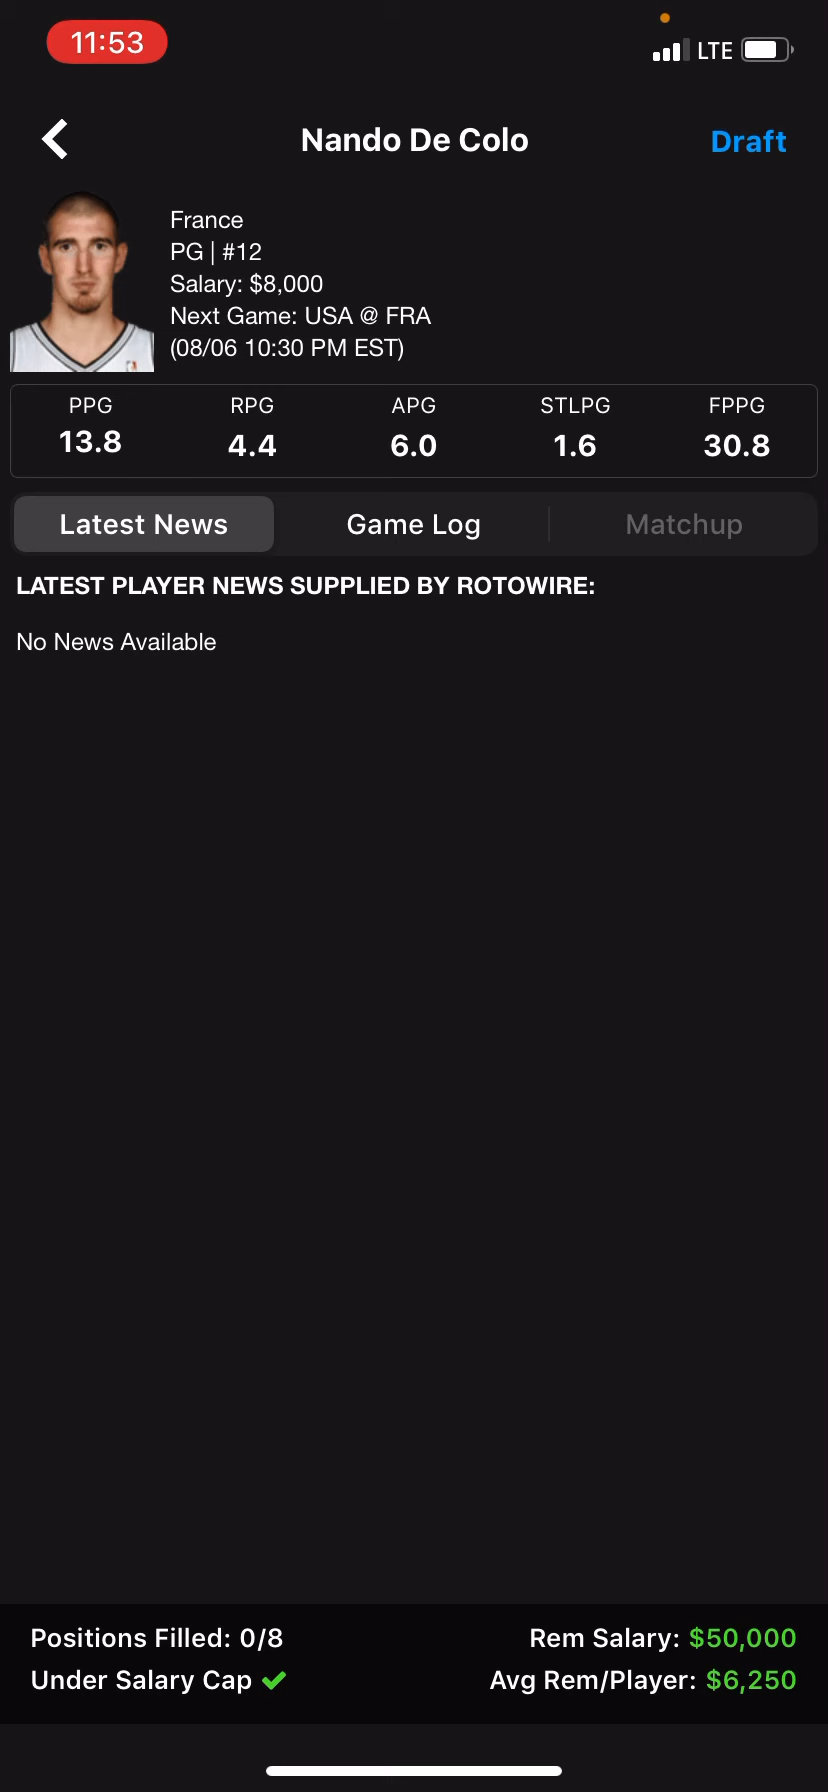 11:53
LTE
Nando De Colo
Draft
France
PG | #12
Salary: $8,000
Next Game: USA @ FRA
(08/06 10:30 PM EST)
PPG RPG APG STLPG FPPG
13.8 4.4 6.0 1.6 30.8
Latest News Game Log Matchup
LATEST PLAYER NEWS SUPPLIED BY ROTOWIRE:
No News Available
Positions Filled: 0/8 Rem Salary: $50,000
Under Salary Cap Avg Rem/Player: $6,250